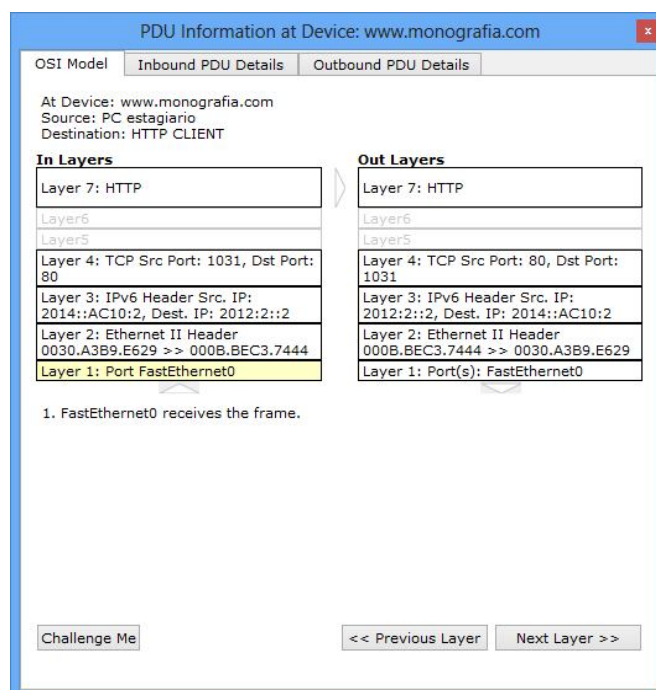 PDU Information at Device: www.monografia.com
x
OSI Model
Inbound PDU Details
Outbound PDU Details
At Device: www.monografia.com
Source: PC estagiario
Destination: HTTP CLIENT
In Layers
Layer 7: HTTP
Layer6
Layer5
Layer 4: TCP Src Port: 1031, Dst Port:
80
Layer 3: IPv6 Header Src. IP:
2014::AC10:2, Dest. IP: 2012:2::2
Layer 2: Ethernet II Header
0030.A3B9.E629 >> 000B.BEC3.7444
Layer 1: Port FastEthernet0
Out Layers
Layer 7: HTTP
Layer6
Layer5
Layer 4: TCP Src Port: 80, Dst Port:
1031
Layer 3: IPv6 Header Src. IP:
2012:2::2, Dest. IP: 2014::AC10:2
Layer 2: Ethernet II Header
000B.BEC3.7444 >> 0030.A3B9.E629
Layer 1: Port(s): FastEthernet0
1. FastEthernet0 receives the frame.
Challenge Me
<< Previous Layer
Next Layer >>